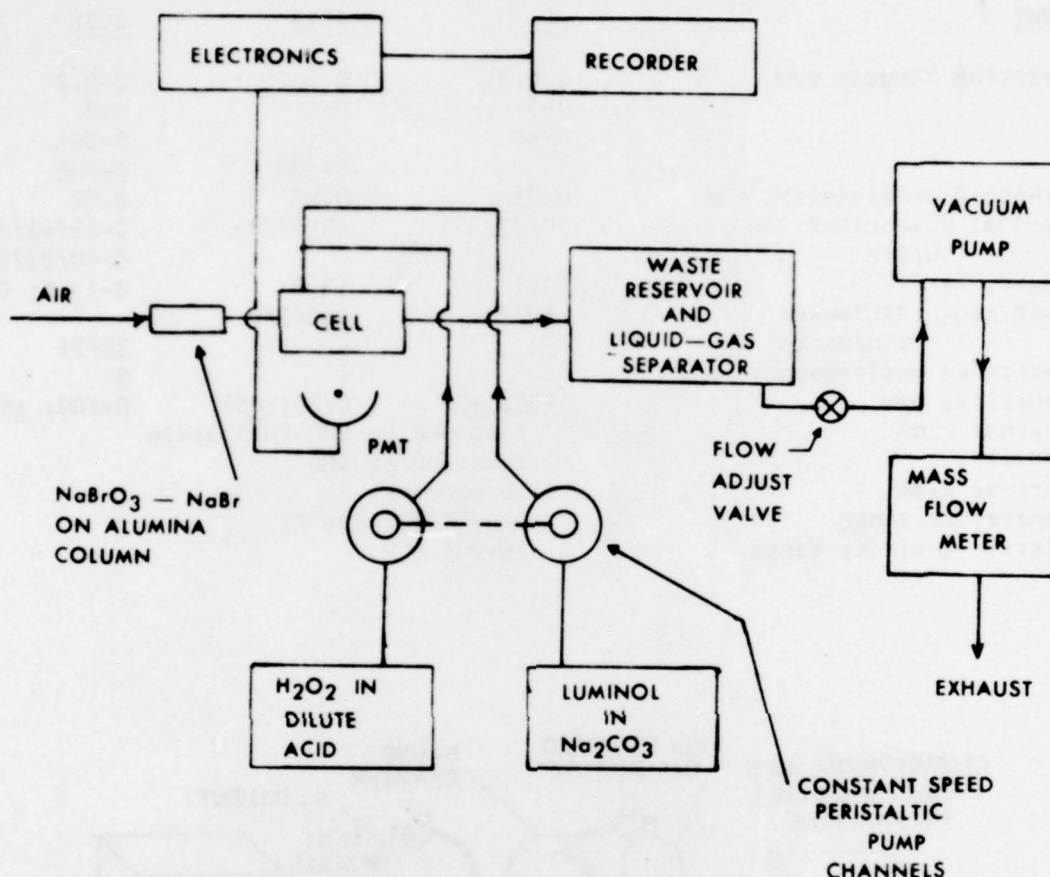 ELECTRONICS
RECORDER
VACUUM
PUMP
AIR
CELL
WASTE
RESERVOIR
AND
LIQUID—GAS
SEPARATOR
PMT
FLOW
ADJUST
VALVE
MASS
FLOW
METER
NaBrO₃ — NaBr
ON ALUMINA
COLUMN
H₂O₂ IN
DILUTE
ACID
LUMINOL
IN
Na₂CO₃
EXHAUST
CONSTANT SPEED
PERISTALTIC
PUMP
CHANNELS